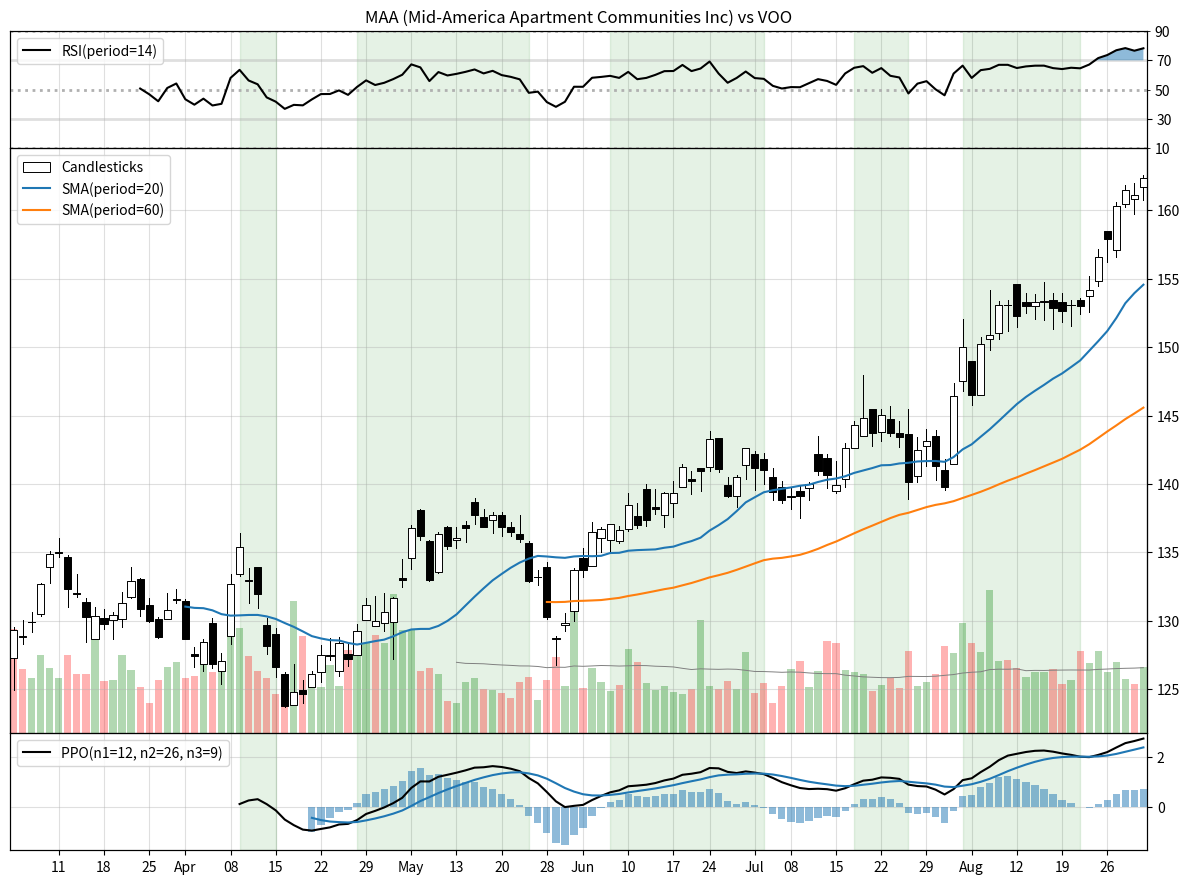 MAA (Mid-America Apartment Communities Inc) vs VOO
RSI(period=14)
90
70
50
30
10
Candlesticks
SMA(period=20)
SMA(period=60)
160
155
150
145
140
135
130
125
PPO(n1=12, n2=26, n3=9)
2
0
11 18 25 Apr 08 15 22 29 May 13 20 28 Jun 10 17 24 Jul 08 15 22 29 Aug 12 19 26